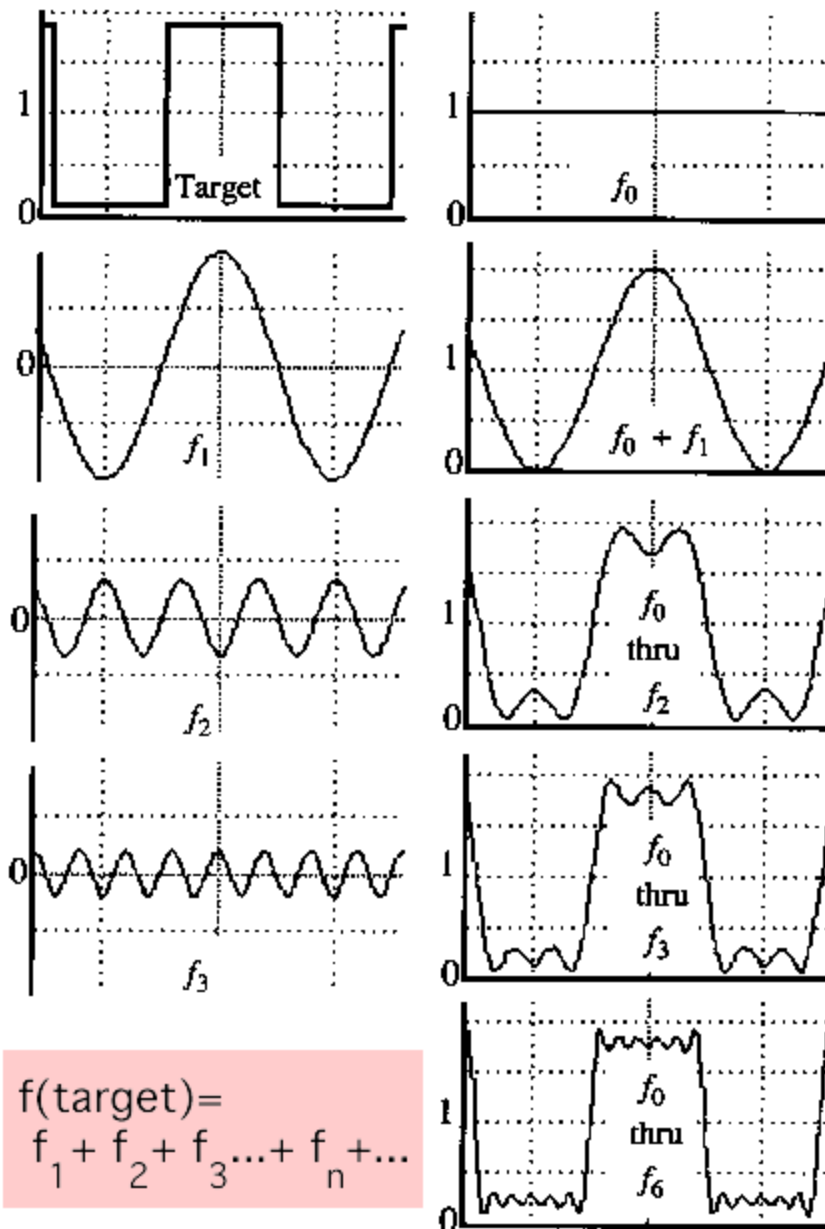 1
0
Target
1
0
f0
0
f1
1
0
f0 + f1
0
f2
1
0
f0
thru
f2
0
f3
1
0
f0
thru
f3
f(target)=
f1 + f2 + f3...+ fn+...
1
0
f0
thru
f6